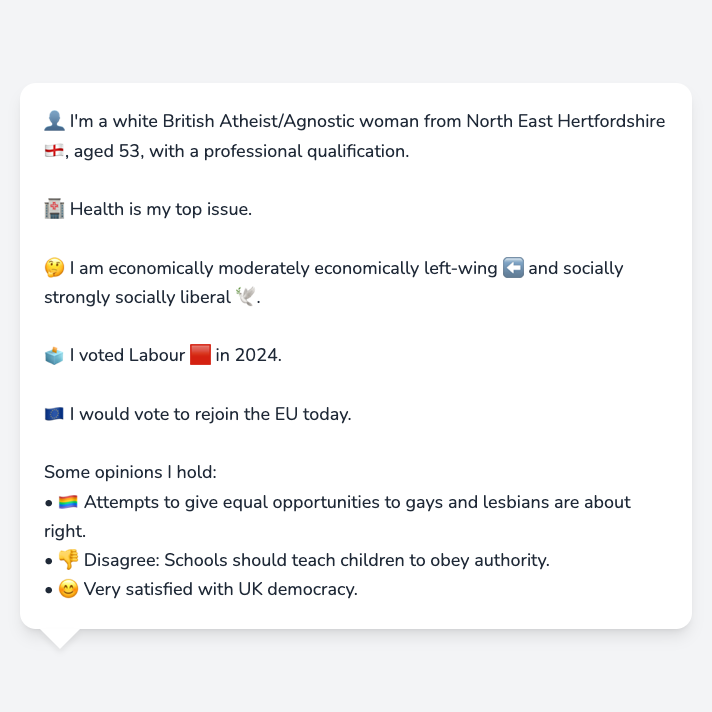 👤 I'm a white British Atheist/Agnostic woman from North East Hertfordshire
🏴󠁧󠁢󠁥󠁮󠁧󠁿, aged 53, with a professional qualification.
🏥 Health is my top issue.
🤔 I am economically moderately economically left-wing ⬅️ and socially
strongly socially liberal 🕊️.
🗳️ I voted Labour 🟥 in 2024.
🇪🇺 I would vote to rejoin the EU today.
Some opinions I hold:
• 🏳️‍🌈 Attempts to give equal opportunities to gays and lesbians are about
right.
• 👎 Disagree: Schools should teach children to obey authority.
• 😊 Very satisfied with UK democracy.